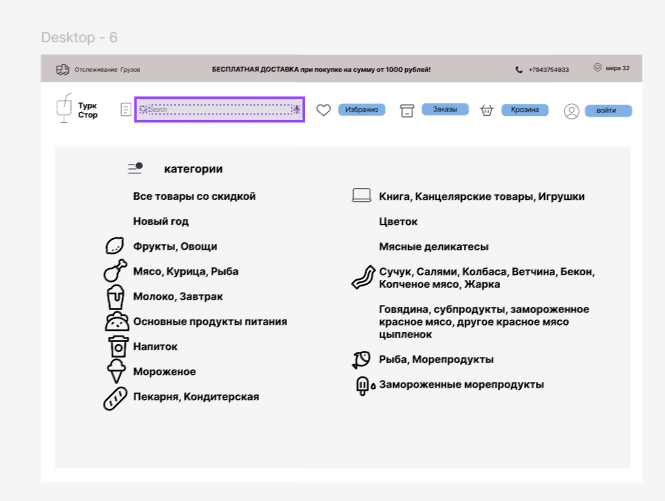 Desktop - 6
Отслеживание Грузов
БЕСПЛАТНАЯ ДОСТАВКА при покупке на сумму от 1000 рублей!
+7943754933
мира 32
Турк
Стор
Search
Избранно
Заказы
Крозина
войти
категории
Все товары со скидкой
Новый год
Фрукты, Овощи
Мясо, Курица, Рыба
Молоко, Завтрак
Основные продукты питания
Напиток
Мороженое
Пекарня, Кондитерская
Книга, Канцелярские товары, Игрушки
Цветок
Мясные деликатесы
Сучук, Салями, Колбаса, Ветчина, Бекон,
Копченое мясо, Жарка
Говядина, субпродукты, замороженное
красное мясо, другое красное мясо
цыпленок
Рыба, Морепродукты
Замороженные морепродукты